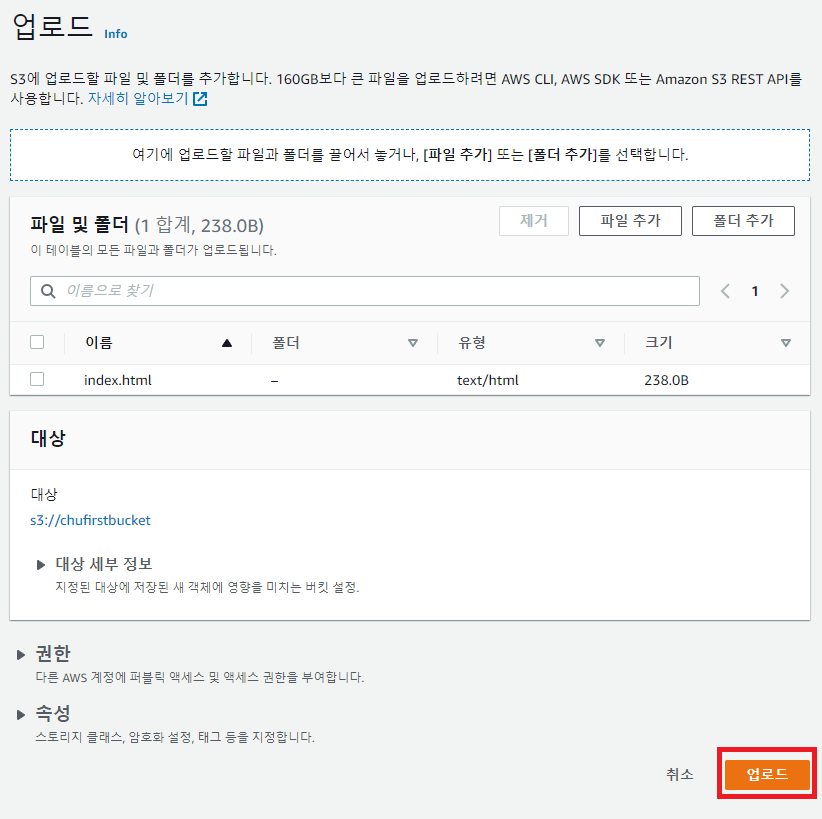 업로드 Info
S3에 업로드할 파일 및 폴더를 추가합니다. 160GB보다 큰 파일을 업로드하려면 AWS CLI, AWS SDK 또는 Amazon S3 REST API를
사용합니다. 자세히 알아보기
여기에 업로드할 파일과 폴더를 끌어서 놓거나, [파일 추가] 또는 [폴더 추가]를 선택합니다.
파일 및 폴더 (1 합계, 238.0B)
제거 파일 추가 폴더 추가
이 테이블의 모든 파일과 폴더가 업로드됩니다.
이름으로 찾기
1
이름 폴더 유형 크기
index.html – text/html 238.0B
대상
대상
s3://chufirstbucket
대상 세부 정보
지정된 대상에 저장된 새 객체에 영향을 미치는 버킷 설정.
권한
다른 AWS 계정에 퍼블릭 액세스 및 액세스 권한을 부여합니다.
속성
스토리지 클래스, 암호화 설정, 태그 등을 지정합니다.
취소 업로드